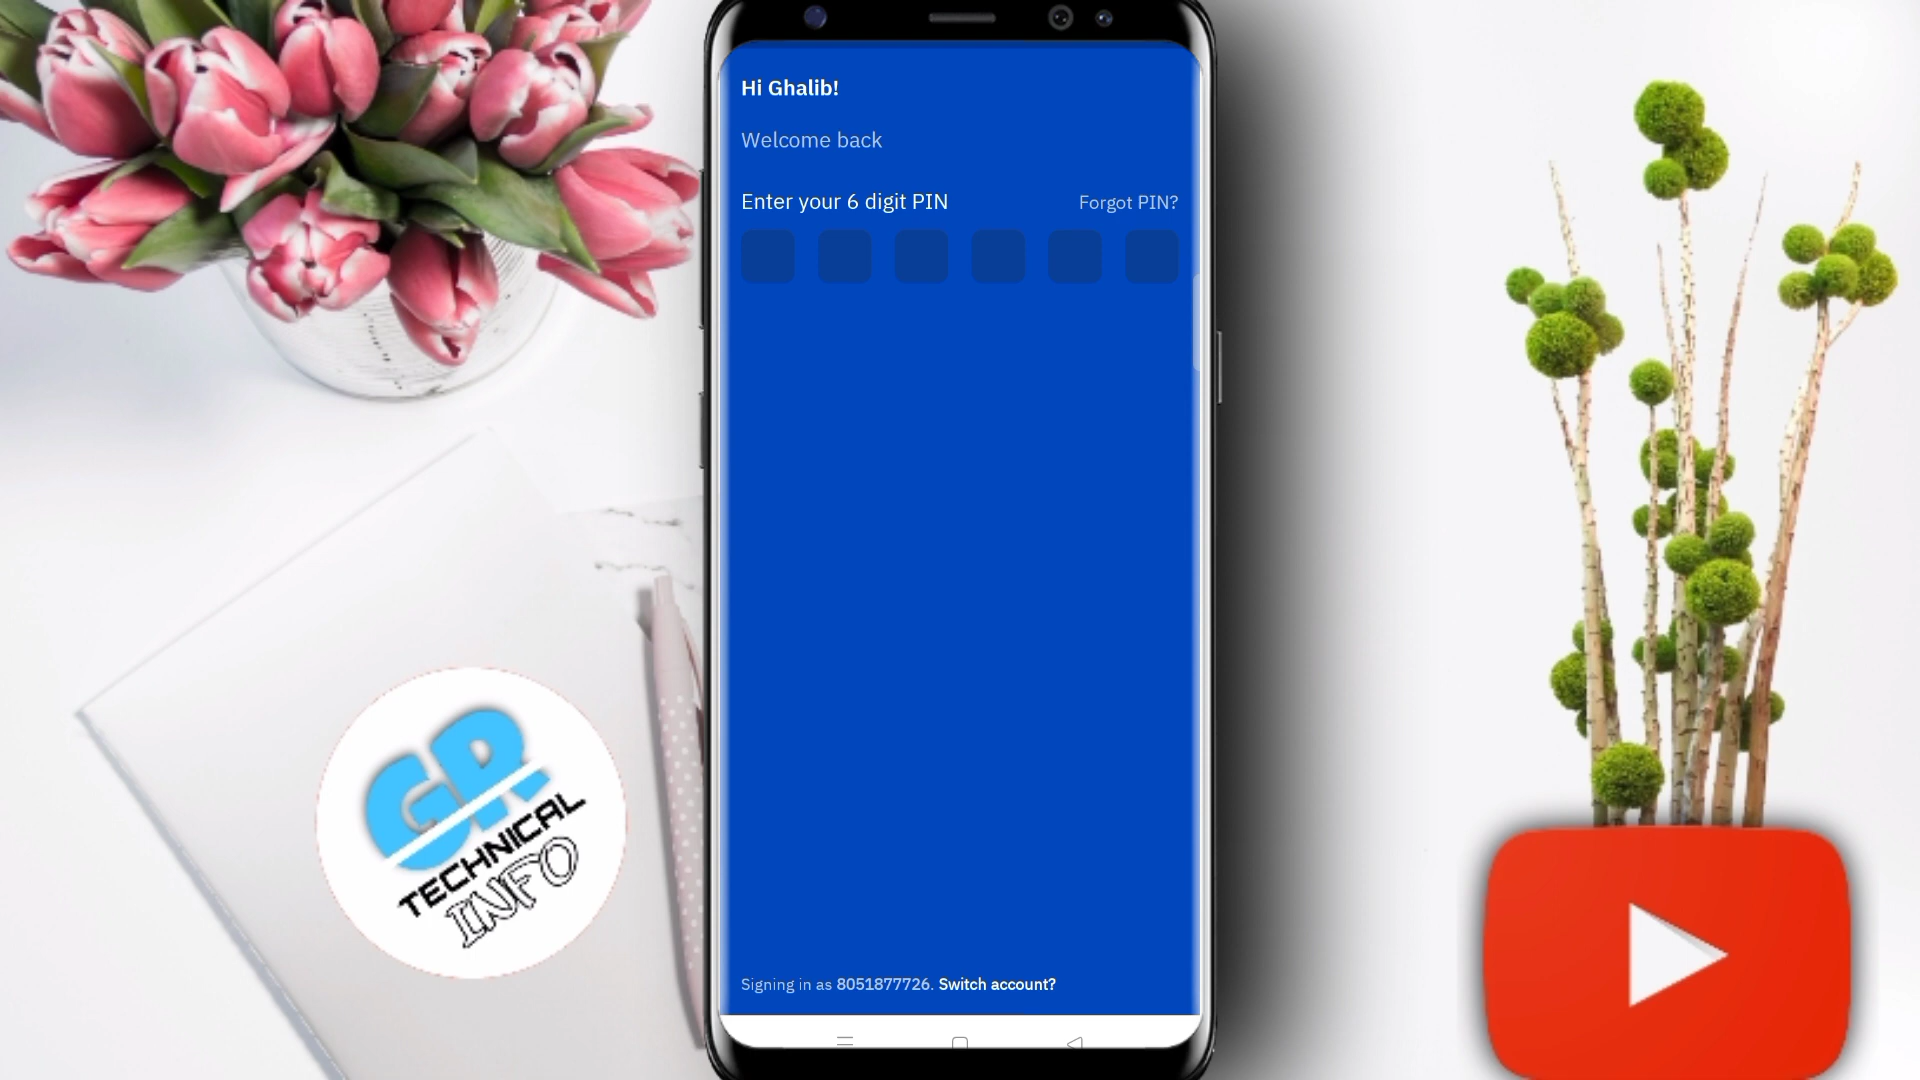 Hi Ghalib!
Welcome back
Enter your 6 digit PIN
Forgot PIN?
Signing in as 8051877726. Switch account?
GR
TECHNICAL
INFO